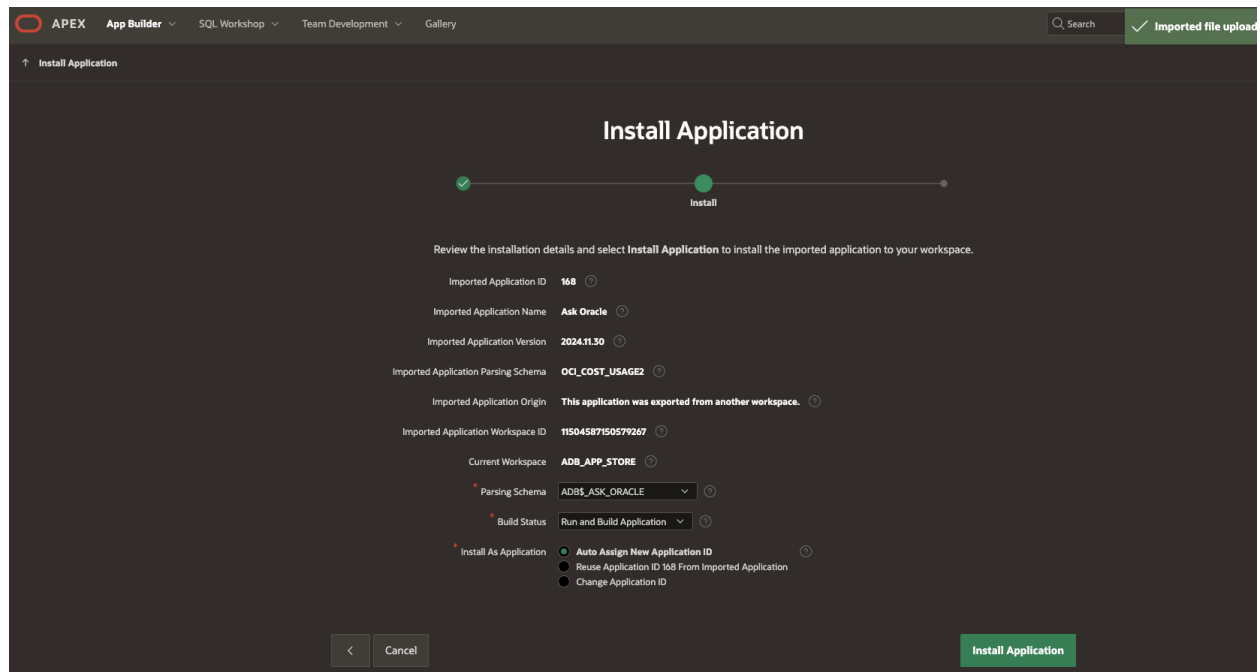 APEX App Builder SQL Workshop Team Development Gallery Search Imported file upload
Install Application
Install Application
Install
Review the installation details and select Install Application to install the imported application to your workspace.
Imported Application ID 168
Imported Application Name Ask Oracle
Imported Application Version 2024.11.30
Imported Application Parsing Schema OCI_COST_USAGE2
Imported Application Origin This application was exported from another workspace.
Imported Application Workspace ID 11504587150579267
Current Workspace ADB_APP_STORE
* Parsing Schema ADB$_ASK_ORACLE
* Build Status Run and Build Application
* Install As Application Auto Assign New Application ID
Reuse Application ID 168 From Imported Application
Change Application ID
Cancel Install Application